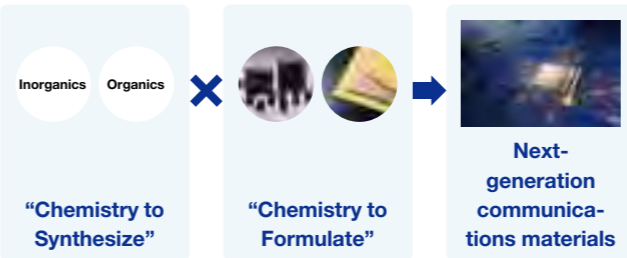 Inorganics
Organics
“Chemistry to
Synthesize”
“Chemistry to
Formulate”
Next-
generation
communica-
tions materials